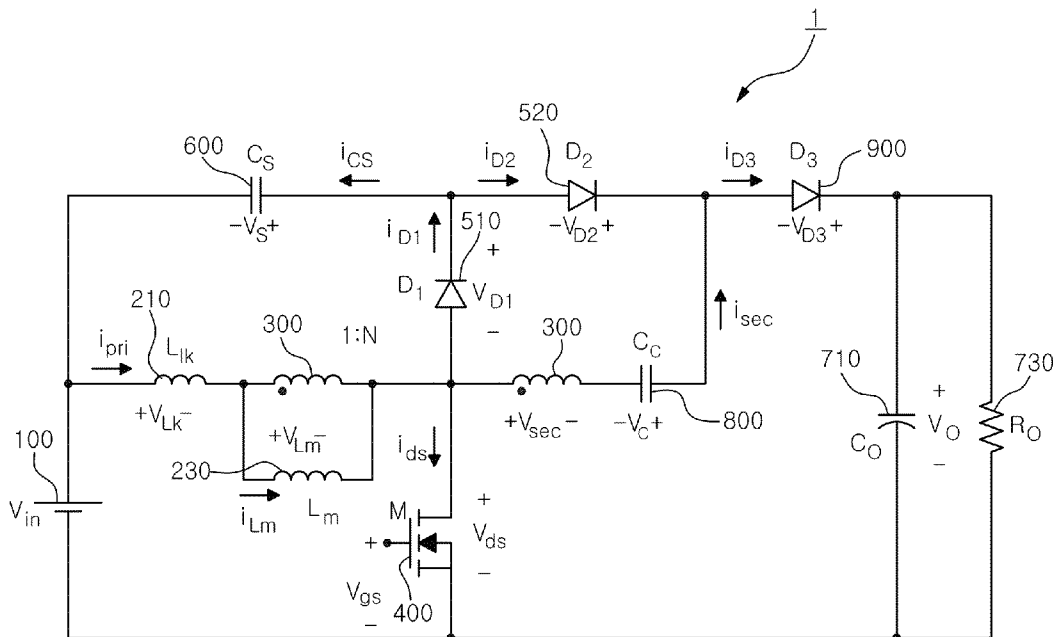 1
600
C_S
i_CS
i_D2
520
D_2
i_D3
D_3
900
-V_S+
i_D1
510
+
-V_D2+
-V_D3+
D_1
V_D1
-
i_sec
210
i_pri
L_lk
300
1:N
300
C_C
710
730
+V_Lk-
+V_Lm-
i_ds
+V_sec-
-V_C+
800
+
V_O
-
C_O
R_O
100
230
V_in
i_Lm
L_m
M
+
V_ds
-
+
V_gs
-
400